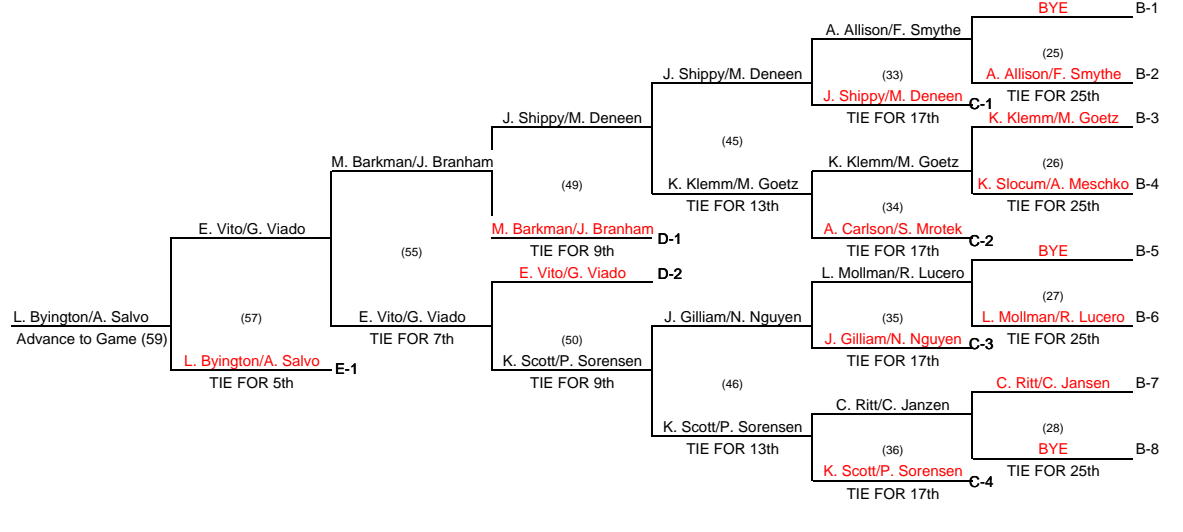 BYE B-1
A. Allison/F. Smythe
(25)
J. Shippy/M. Deneen (33) A. Allison/F. Smythe B-2
J. Shippy/M. Deneen C-1 TIE FOR 25th
J. Shippy/M. Deneen TIE FOR 17th K. Klemm/M. Goetz B-3
(45)
M. Barkman/J. Branham K. Klemm/M. Goetz (26)
(49) K. Klemm/M. Goetz K. Slocum/A. Meschko B-4
TIE FOR 13th (34) TIE FOR 25th
E. Vito/G. Viado M. Barkman/J. Branham D-1 A. Carlson/S. Mrotek C-2
(55) TIE FOR 9th TIE FOR 17th BYE B-5
E. Vito/G. Viado D-2 L. Mollman/R. Lucero
(27)
L. Byington/A. Salvo (57) E. Vito/G. Viado J. Gilliam/N. Nguyen (35) L. Mollman/R. Lucero B-6
Advance to Game (59) TIE FOR 7th (50) J. Gilliam/N. Nguyen C-3 TIE FOR 25th
L. Byington/A. Salvo E-1 K. Scott/P. Sorensen TIE FOR 17th
TIE FOR 5th TIE FOR 9th (46) C. Ritt/C. Jansen B-7
C. Ritt/C. Janzen
K. Scott/P. Sorensen (28)
TIE FOR 13th (36) BYE B-8
K. Scott/P. Sorensen C-4 TIE FOR 25th
TIE FOR 17th